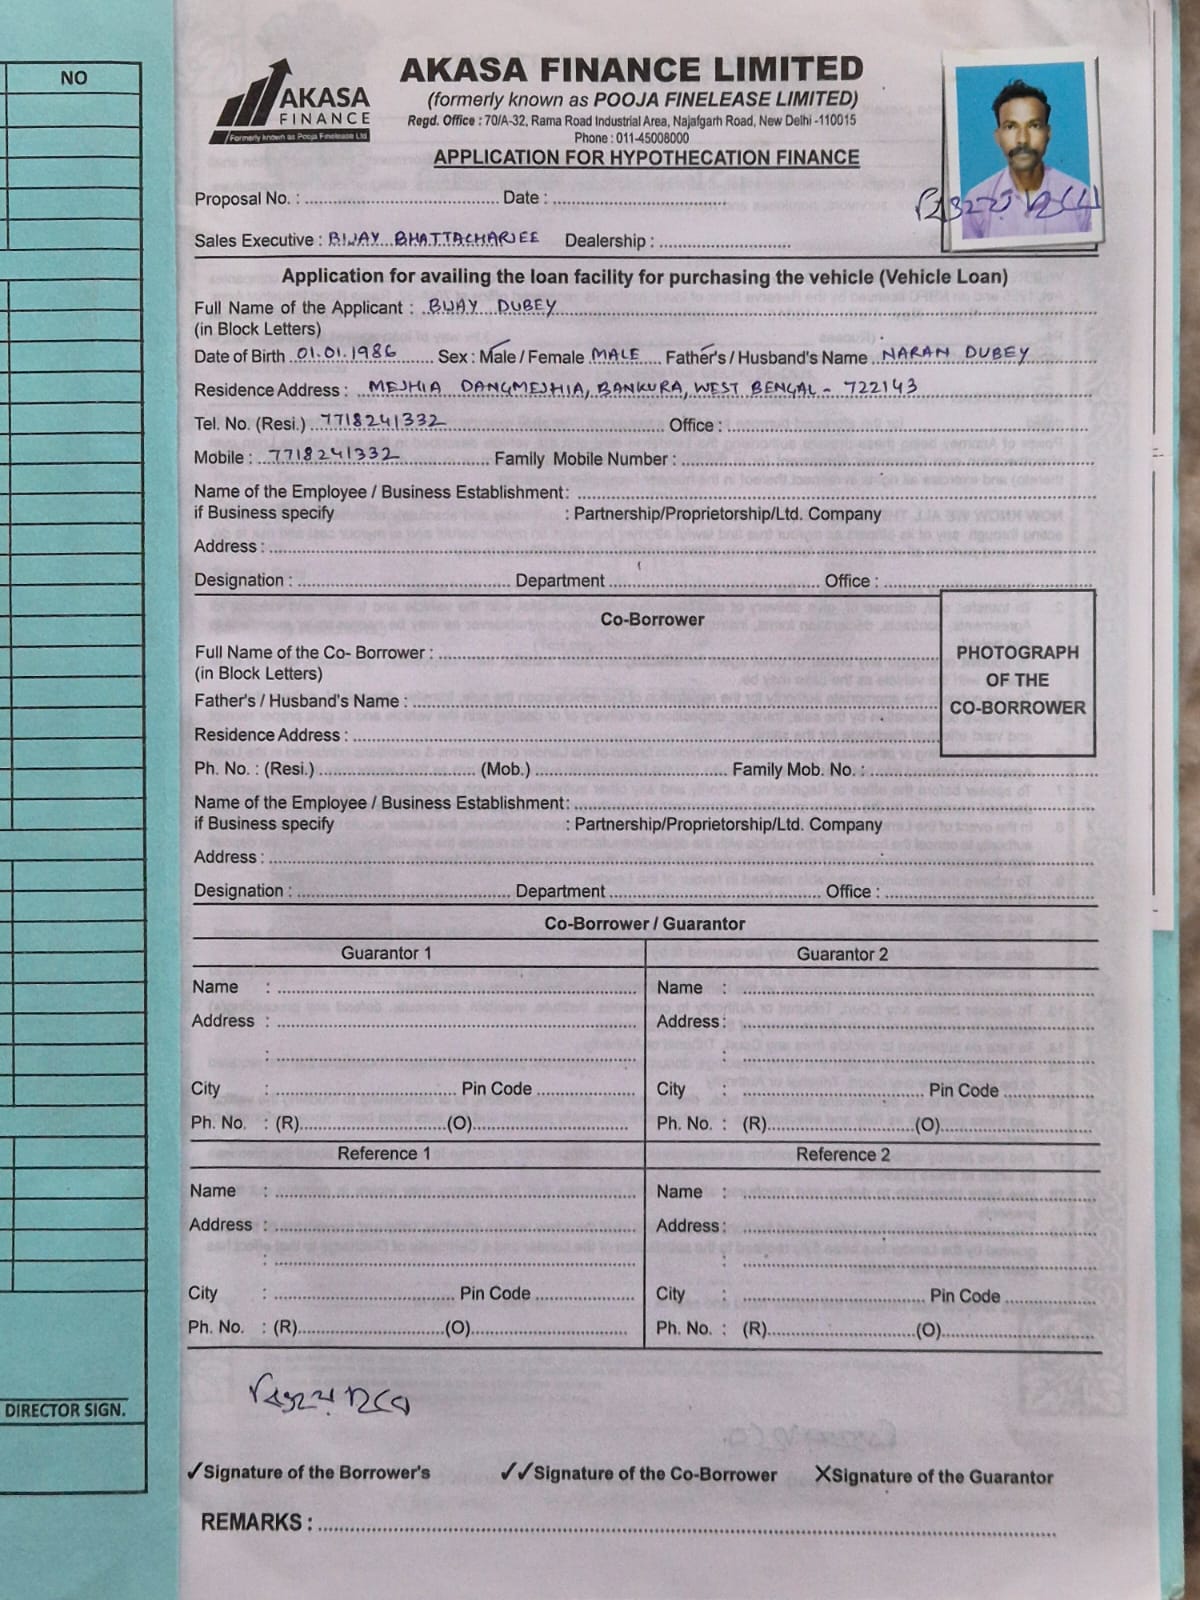 NO
DIRECTOR SIGN.
AKASA
FINANCE
Formerly known as Pooja Finelease Ltd
AKASA FINANCE LIMITED
(formerly known as POOJA FINELEASE LIMITED)
Regd. Office : 70/A-32, Rama Road Industrial Area, Najafgarh Road, New Delhi -110015
Phone : 011-45008000
APPLICATION FOR HYPOTHECATION FINANCE
Proposal No. : Date :
Sales Executive : BIJAY BHATTACHARJEE Dealership :
Application for availing the loan facility for purchasing the vehicle (Vehicle Loan)
Full Name of the Applicant : BIJAY DUBEY
(in Block Letters)
Date of Birth 01.01.1986 Sex : Male / Female MALE Father's / Husband's Name NARAN DUBEY
Residence Address : MEJHIA DANGMEJHIA, BANKURA, WEST BENGAL - 722143
Tel. No. (Resi.) 7718241332 Office :
Mobile : 7718241332 Family Mobile Number :
Name of the Employee / Business Establishment:
if Business specify : Partnership/Proprietorship/Ltd. Company
Address :
Designation : Department Office :
Co-Borrower
Full Name of the Co- Borrower :
(in Block Letters)
Father's / Husband's Name :
Residence Address :
PHOTOGRAPH
OF THE
CO-BORROWER
Ph. No. : (Resi.) (Mob.) Family Mob. No. :
Name of the Employee / Business Establishment:
if Business specify : Partnership/Proprietorship/Ltd. Company
Address :
Designation : Department Office :
Co-Borrower / Guarantor
Guarantor 1
Name :
Address :
:
City : Pin Code
Ph. No. : (R) (O)
Guarantor 2
Name :
Address :
:
City : Pin Code
Ph. No. : (R) (O)
Reference 1
Name :
Address :
:
City : Pin Code
Ph. No. : (R) (O)
Reference 2
Name :
Address :
:
City : Pin Code
Ph. No. : (R) (O)
✓Signature of the Borrower's ✓✓Signature of the Co-Borrower XSignature of the Guarantor
REMARKS :